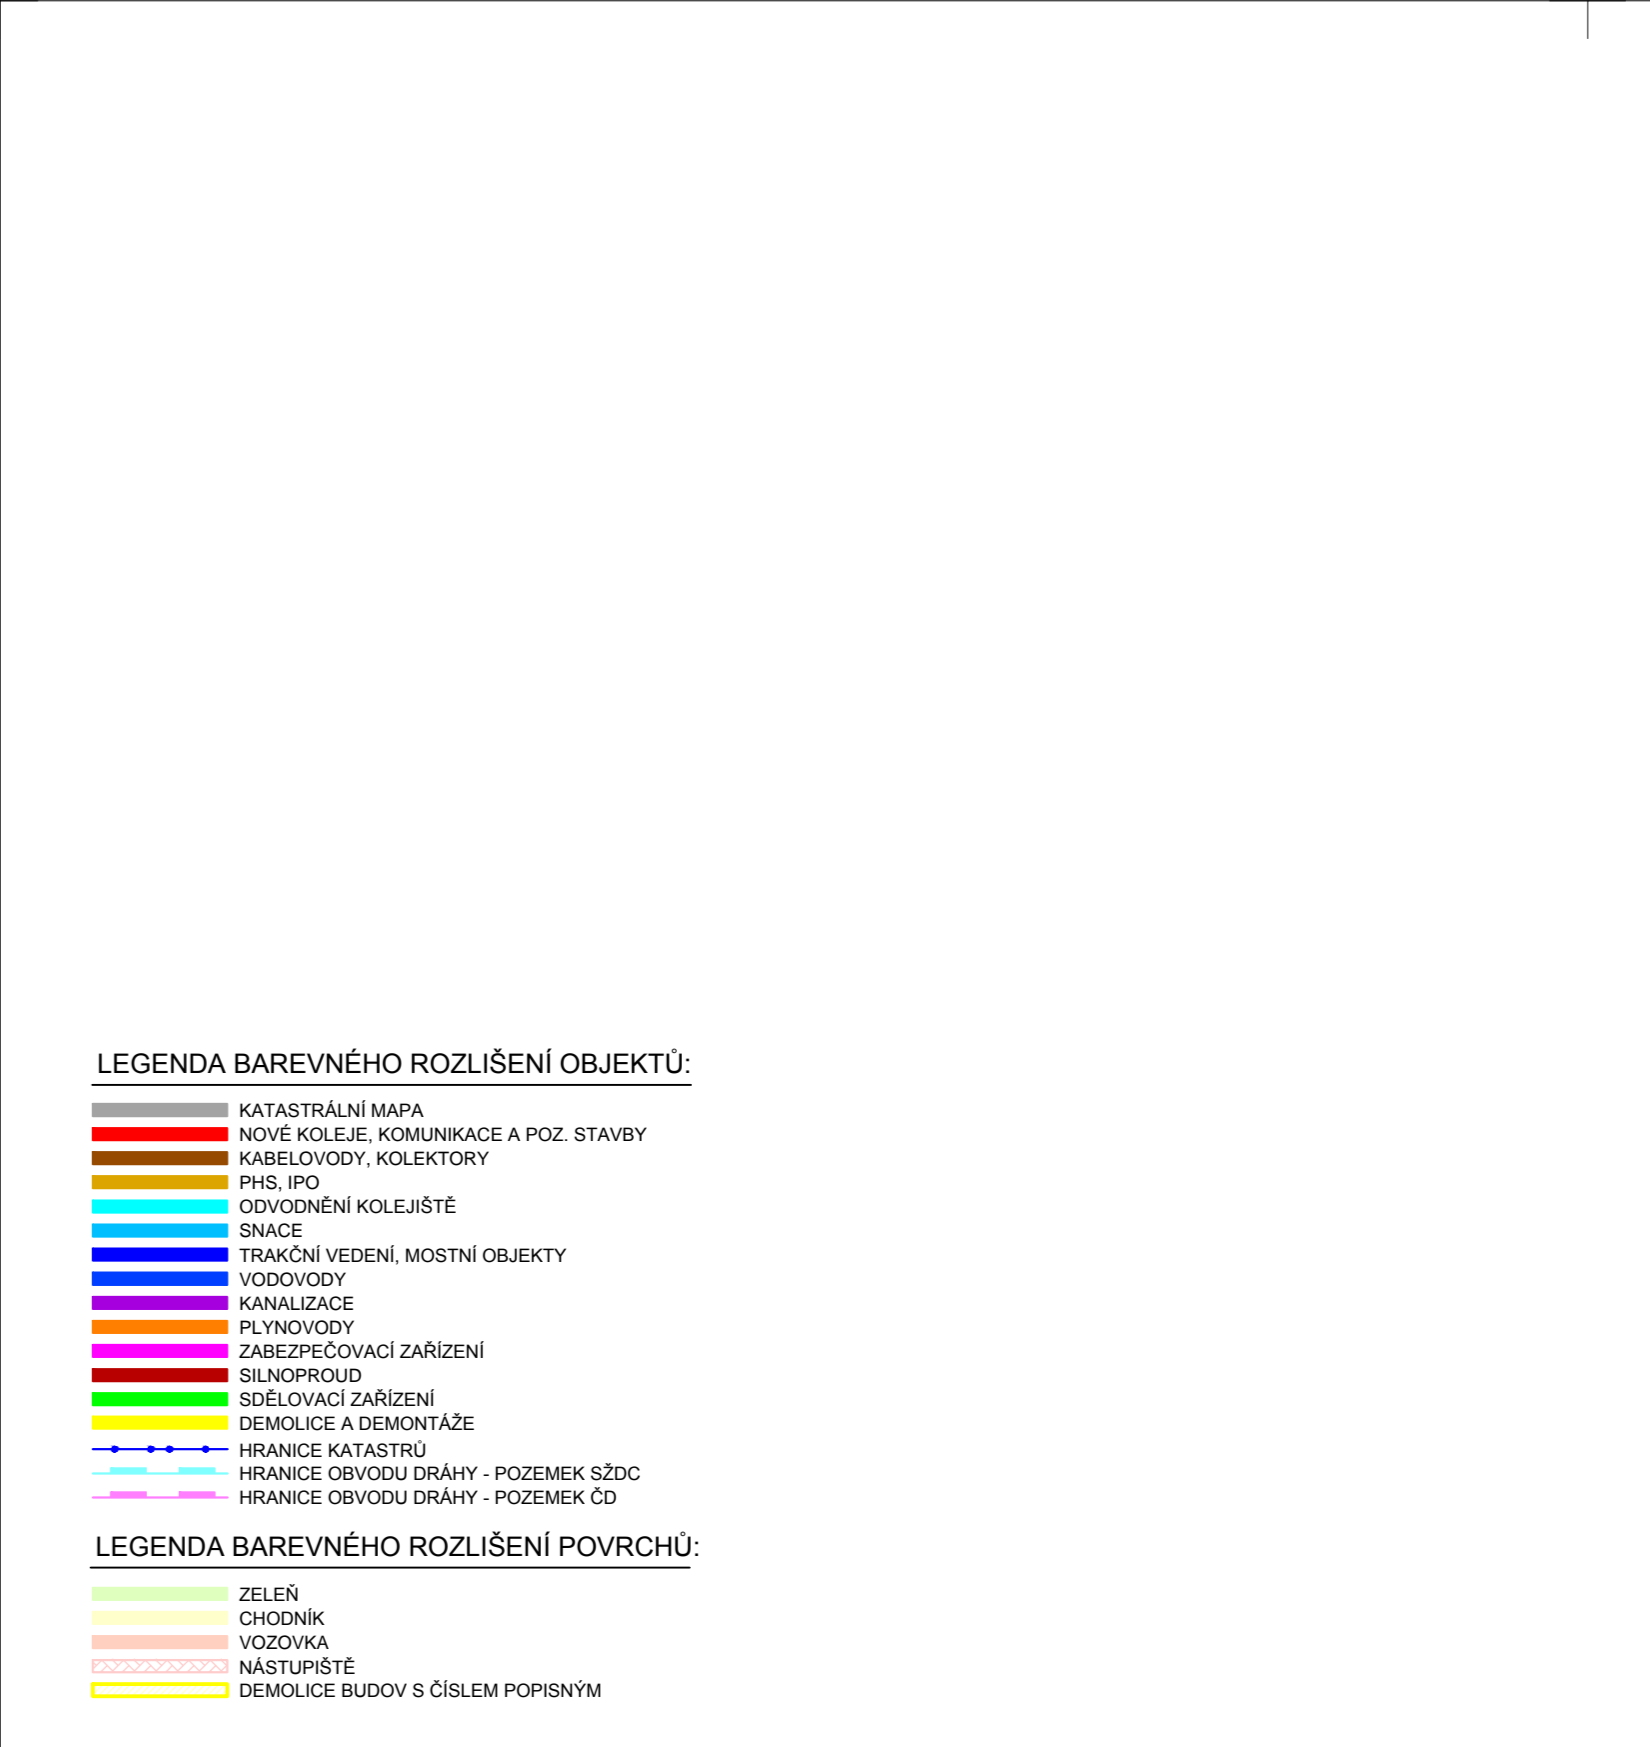 LEGENDA BAREVNÉHO ROZLIŠENÍ OBJEKTŮ:
KATASTRÁLNÍ MAPA
NOVÉ KOLEJE, KOMUNIKACE A POZ. STAVBY
KABELOVODY, KOLEKTORY
PHS, IPO
ODVODNĚNÍ KOLEJIŠTĚ
SNACE
TRAKČNÍ VEDENÍ, MOSTNÍ OBJEKTY
VODOVODY
KANALIZACE
PLYNOVODY
ZABEZPEČOVACÍ ZAŘÍZENÍ
SILNOPROUD
SDĚLOVACÍ ZAŘÍZENÍ
DEMOLICE A DEMONTÁŽE
HRANICE KATASTRŮ
HRANICE OBVODU DRÁHY - POZEMEK SŽDC
HRANICE OBVODU DRÁHY - POZEMEK ČD
LEGENDA BAREVNÉHO ROZLIŠENÍ POVRCHŮ:
ZELEŇ
CHODNÍK
VOZOVKA
NÁSTUPIŠTĚ
DEMOLICE BUDOV S ČÍSLEM POPISNÝM